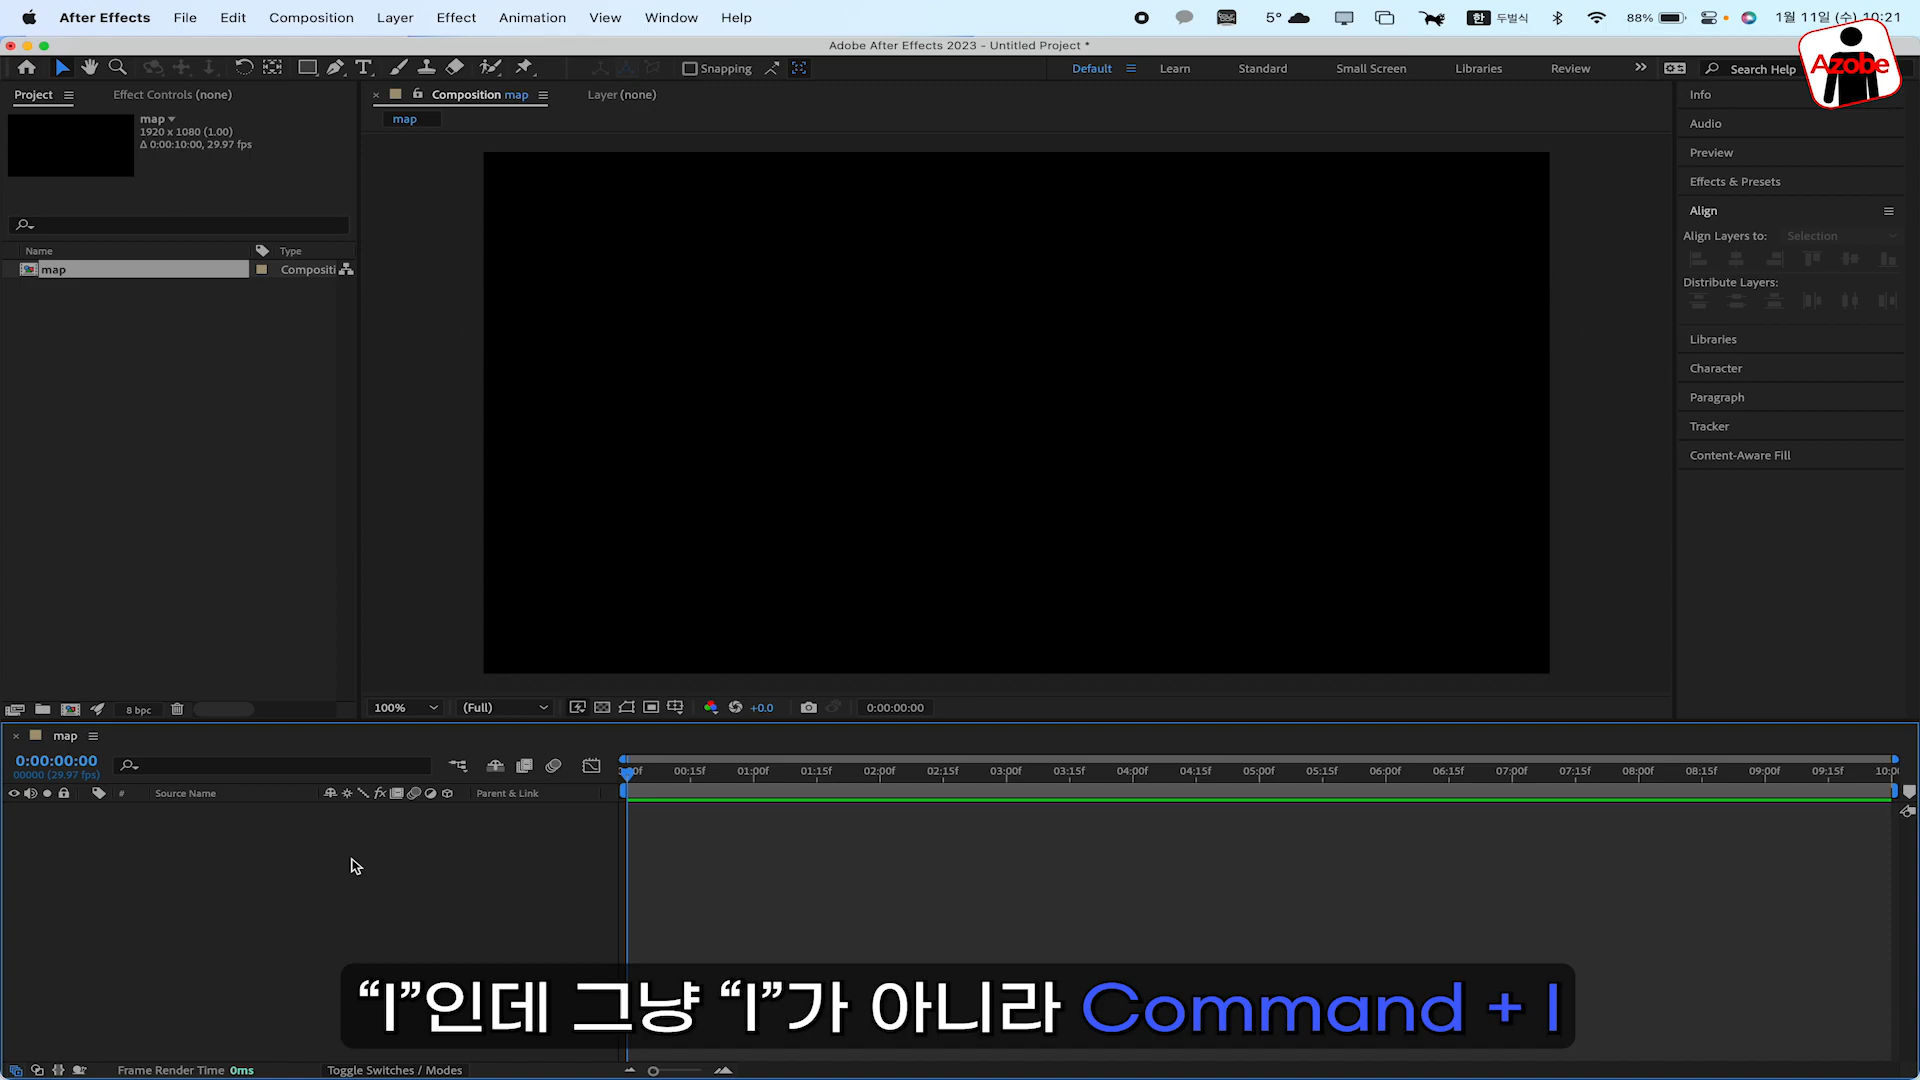 After Effects File Edit Composition Layer Effect Animation View Window Help 5° 한 두벌식 88% 1월 11일 (수) 10:21
Adobe After Effects 2023 - Untitled Project *
Snapping Default Learn Standard Small Screen Libraries Review Search Help
Azobe
Project Effect Controls (none)
map
1920 x 1080 (1.00)
Δ 0:00:10:00, 29.97 fps
Name Type
map Compositi
8 bpc
Composition map Layer (none)
map
100% (Full) +0.0 0:00:00:00
Info
Audio
Preview
Effects & Presets
Align
Align Layers to: Selection
Distribute Layers:
Libraries
Character
Paragraph
Tracker
Content-Aware Fill
map
0:00:00:00
00000 (29.97 fps)
00:15f 01:00f 01:15f 02:00f 02:15f 03:00f 03:15f 04:00f 04:15f 05:00f 05:15f 06:00f 06:15f 07:00f 07:15f 08:00f 08:15f 09:00f 09:15f
# Source Name fx Parent & Link
“I”인데 그냥 “I”가 아니라 Command + I
Frame Render Time 0ms Toggle Switches / Modes